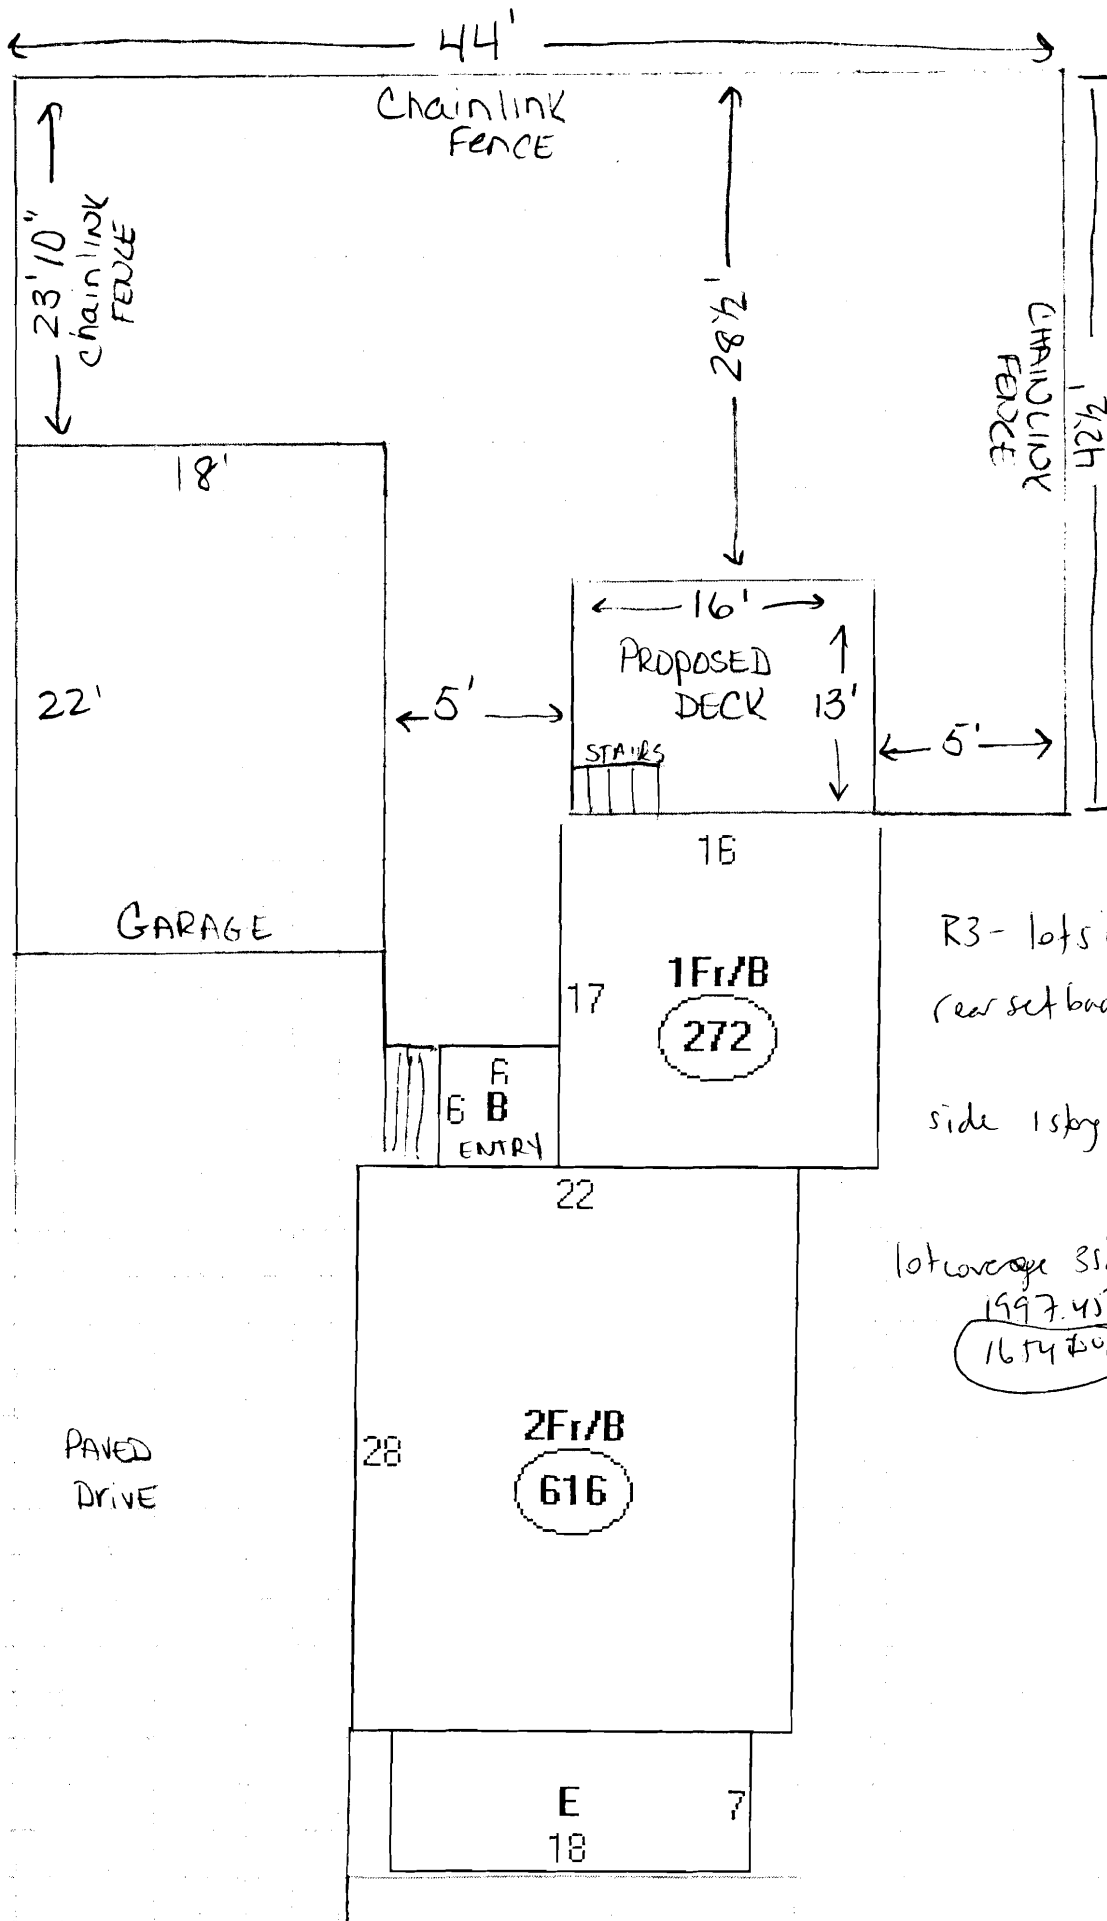 44'
Chainlink
FENCE
23'10"
chainlink
FENCE
28½'
CHAINLINK
FENCE
42½'
18'
22'
GARAGE
5'
16'
PROPOSED
DECK
13'
STAIRS
5'
16
1Fr/B
272
17
R3- lots
rear set
side
6
6 B
ENTRY
22
lot coverage
1997.45
1654
2Fr/B
616
28
PAVED
DRIVE
E
7
18